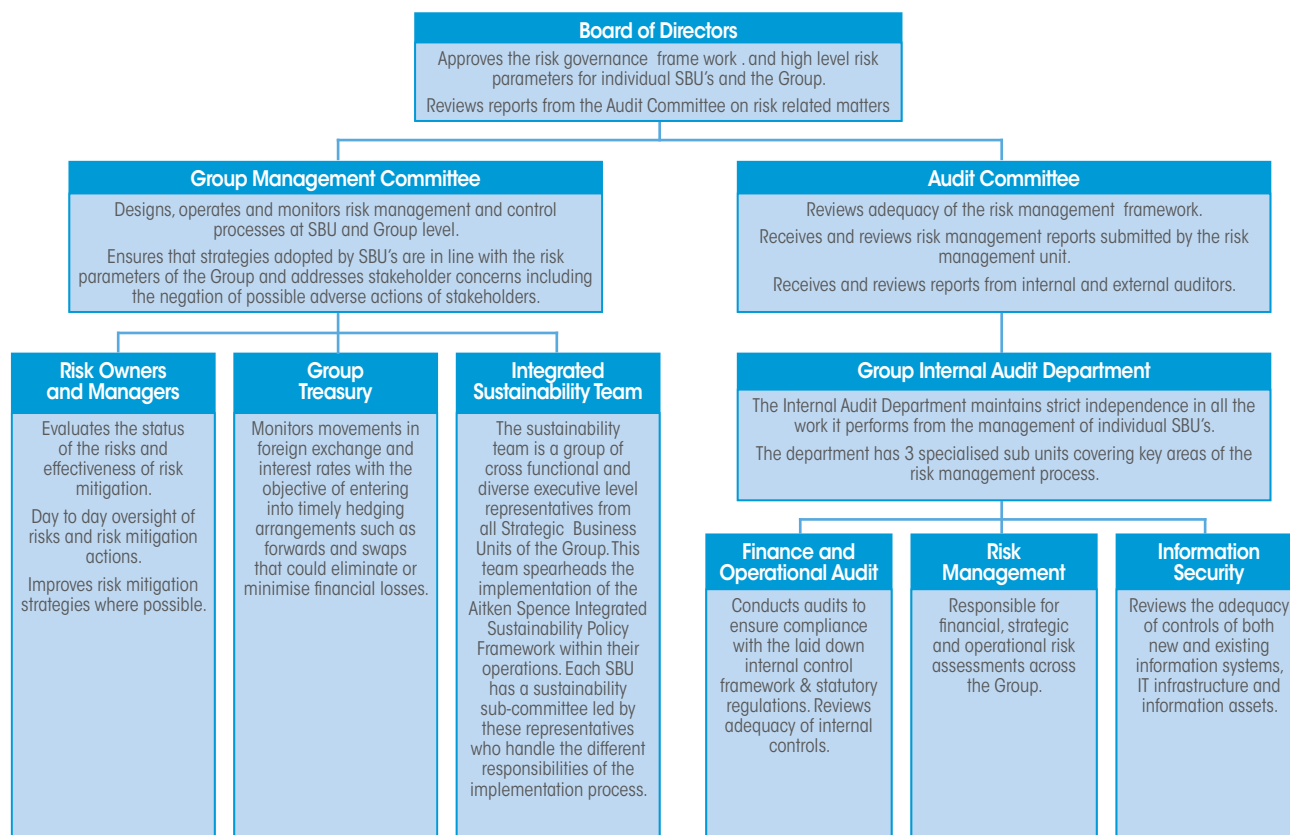 Board of Directors
Approves the risk governance frame work . and high level risk
parameters for individual SBU's and the Group.
Reviews reports from the Audit Committee on risk related matters
Group Management Committee
Designs, operates and monitors risk management and control
processes at SBU and Group level.
Ensures that strategies adopted by SBU's are in line with the risk
parameters of the Group and addresses stakeholder concerns including
the negation of possible adverse actions of stakeholders.
Audit Committee
Reviews adequacy of the risk management framework.
Receives and reviews risk management reports submitted by the risk
management unit.
Receives and reviews reports from internal and external auditors.
Risk Owners
and Managers
Evaluates the status
of the risks and
effectiveness of risk
mitigation.
Day to day oversight of
risks and risk mitigation
actions.
Improves risk mitigation
strategies where possible.
Group
Treasury
Monitors movements in
foreign exchange and
interest rates with the
objective of entering
into timely hedging
arrangements such as
forwards and swaps
that could eliminate or
minimise financial losses.
Integrated
Sustainability Team
The sustainability
team is a group of
cross functional and
diverse executive level
representatives from
all Strategic Business
Units of the Group. This
team spearheads the
implementation of the
Aitken Spence Integrated
Sustainability Policy
Framework within their
operations. Each SBU
has a sustainability
sub-committee led by
these representatives
who handle the different
responsibilities of the
implementation process.
Group Internal Audit Department
The Internal Audit Department maintains strict independence in all the
work it performs from the management of individual SBU's.
The department has 3 specialised sub units covering key areas of the
risk management process.
Finance and
Operational Audit
Conducts audits to
ensure compliance
with the laid down
internal control
framework & statutory
regulations. Reviews
adequacy of internal
controls.
Risk
Management
Responsible for
financial, strategic
and operational risk
assessments across
the Group.
Information
Security
Reviews the adequacy
of controls of both
new and existing
information systems,
IT infrastructure and
information assets.